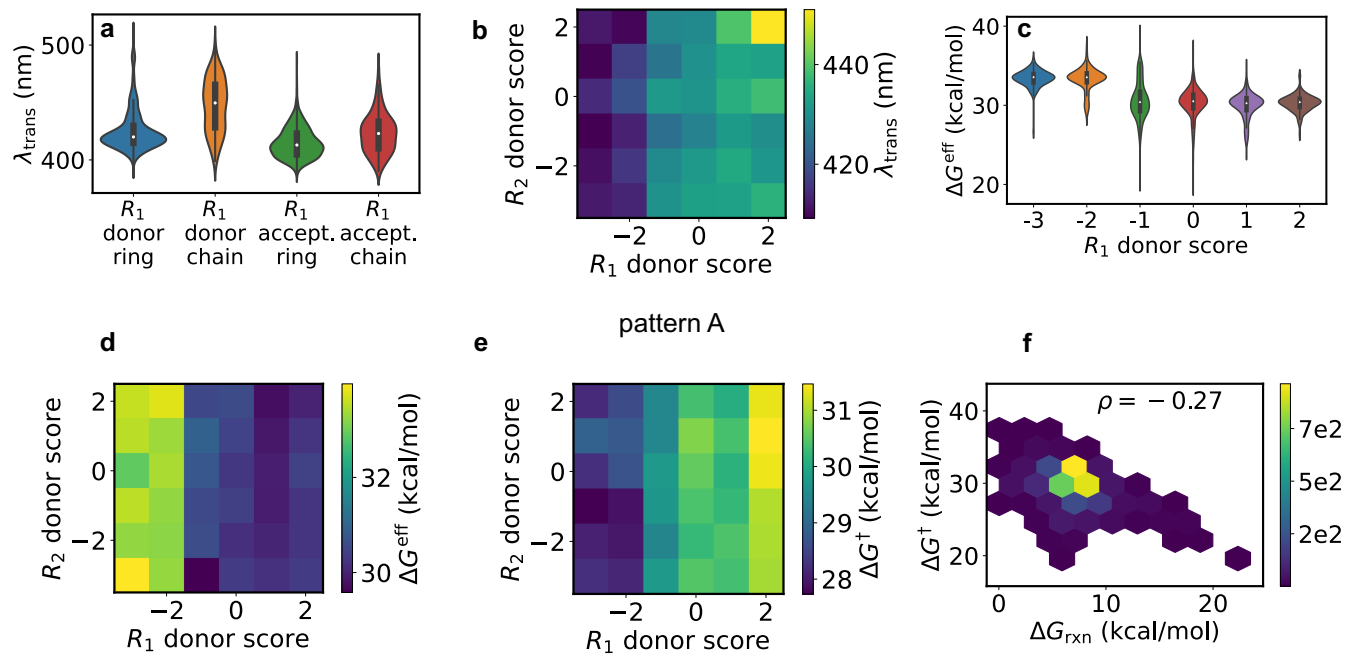 a
λtrans (nm)
500
400
R1 donor ring
R1 donor chain
R1 accept. ring
R1 accept. chain
b
R2 donor score
2
0
−2
−2 0 2
R1 donor score
440
420
λtrans (nm)
c
ΔG^eff (kcal/mol)
40
30
20
-3 -2 -1 0 1 2
R1 donor score
pattern A
d
R2 donor score
2
0
−2
−2 0 2
R1 donor score
32
30
ΔG^eff (kcal/mol)
e
R2 donor score
2
0
−2
−2 0 2
R1 donor score
31
30
29
28
ΔG† (kcal/mol)
f
ρ = −0.27
ΔG† (kcal/mol)
40
30
20
0 10 20
ΔGrxn (kcal/mol)
7e2
5e2
2e2